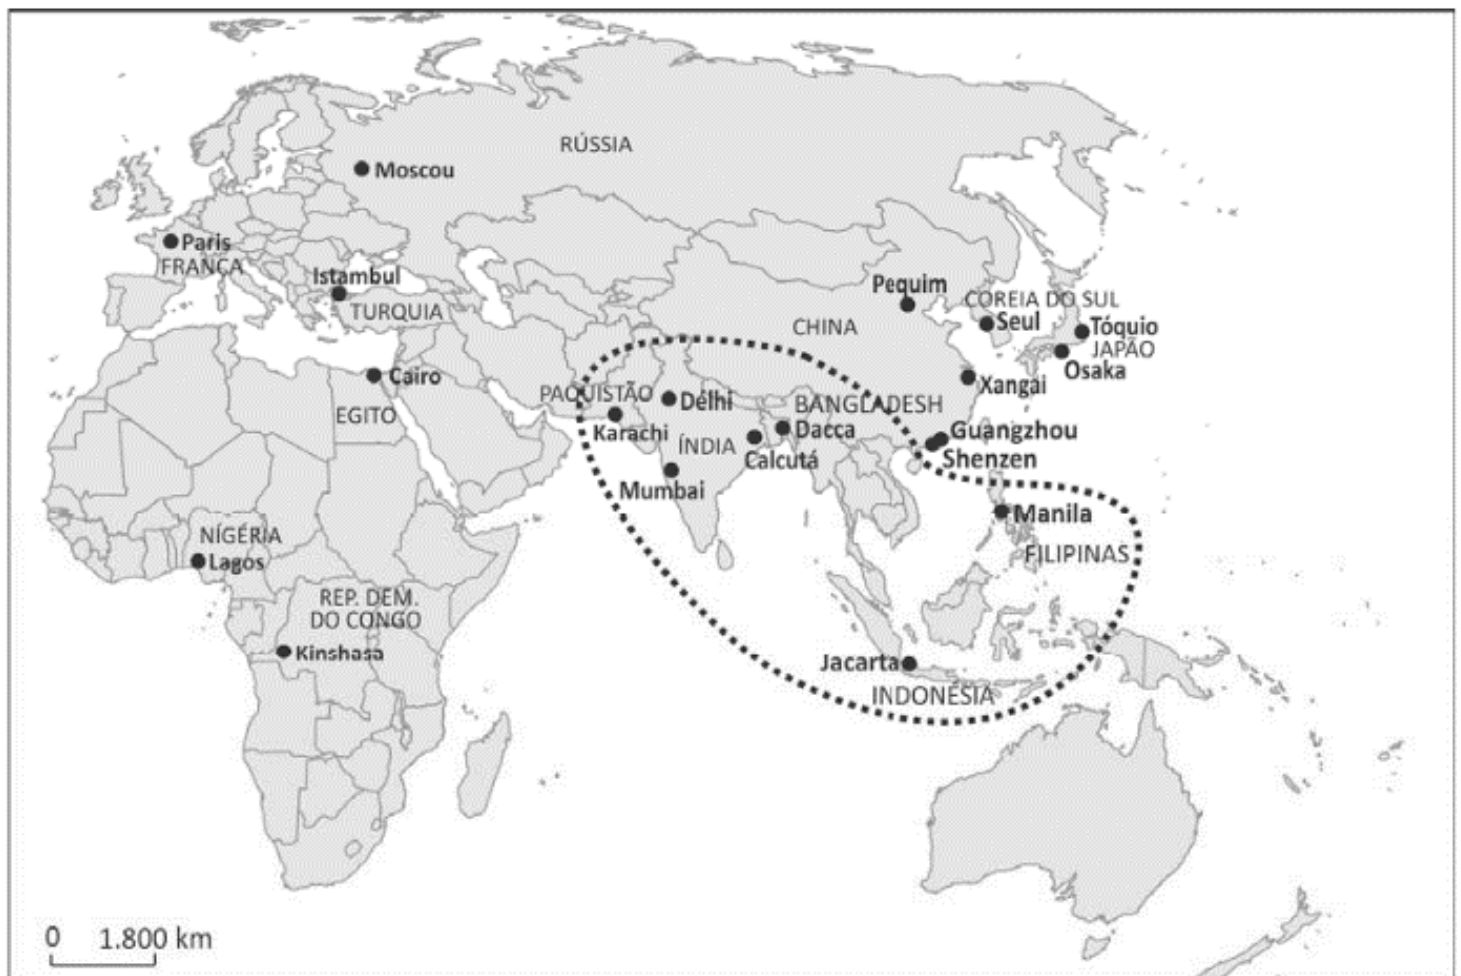 RÚSSIA
Moscou
Paris
FRANÇA
Istambul
TURQUIA
Pequim
COREIA DO SUL
Seul
Tóquio
JAPÃO
Osaka
CHINA
Xangai
Cairo
EGITO
PAQUISTÃO
Délhi
BANGLADESH
Karachi
ÍNDIA
Dacca
Calcutá
Guangzhou
Shenzen
Mumbai
Manila
FILIPINAS
NÍGÉRIA
Lagos
REP. DEM.
DO CONGO
Kinshasa
Jacarta
INDONÉSIA
0 1.800 km